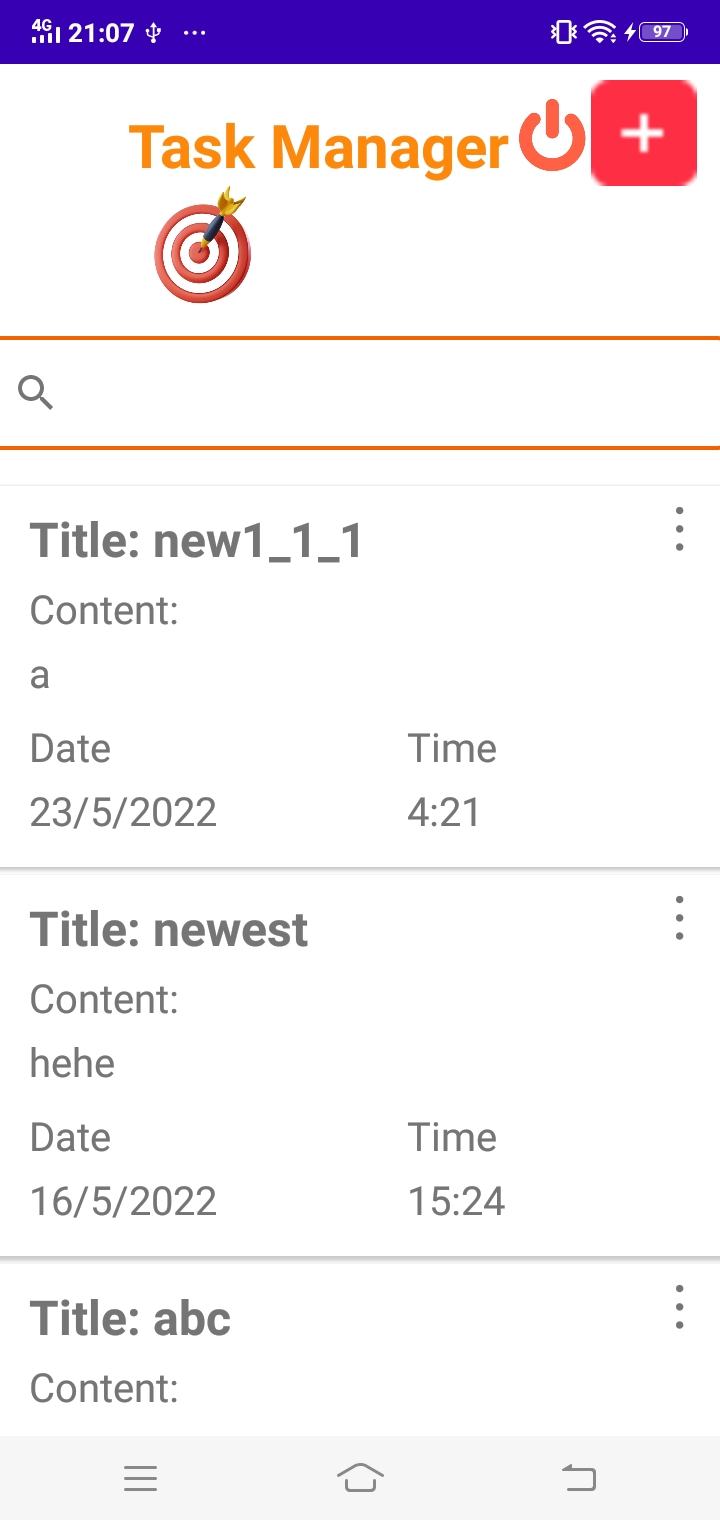 4G 21:07 97
Task Manager
Title: new1_1_1
Content:
a
Date Time
23/5/2022 4:21
Title: newest
Content:
hehe
Date Time
16/5/2022 15:24
Title: abc
Content: